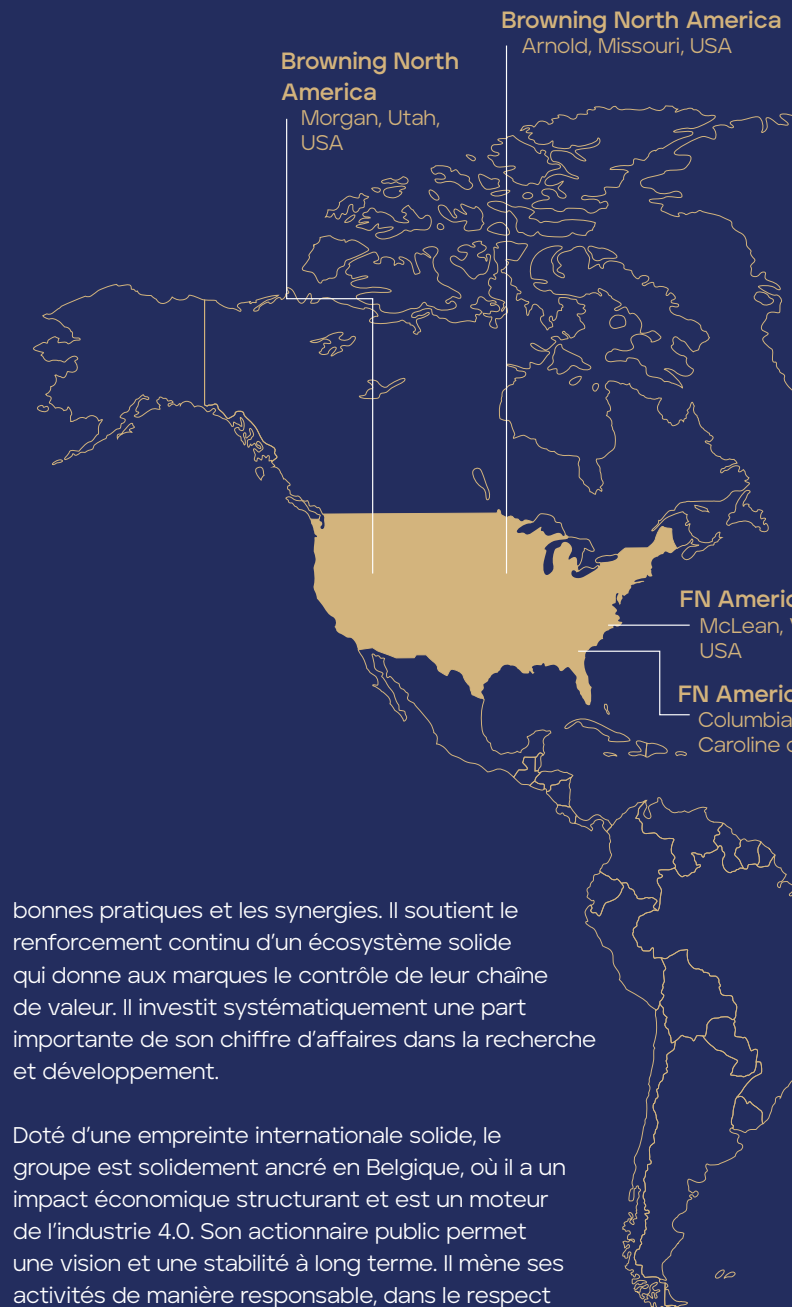 Browning North America
Arnold, Missouri, USA
Browning North
America
Morgan, Utah,
USA
FN
McLean,
USA
FN
Columbia
Caroline
bonnes pratiques et les synergies. Il soutient le
renforcement continu d’un écosystème solide
qui donne aux marques le contrôle de leur chaîne
de valeur. Il investit systématiquement une part
importante de son chiffre d’affaires dans la recherche
et développement.
Doté d’une empreinte internationale solide, le
groupe est solidement ancré en Belgique, où il a un
impact économique structurant et est un moteur
de l’industrie 4.0. Son actionnaire public permet
une vision et une stabilité à long terme. Il mène ses
activités de manière responsable, dans le respect